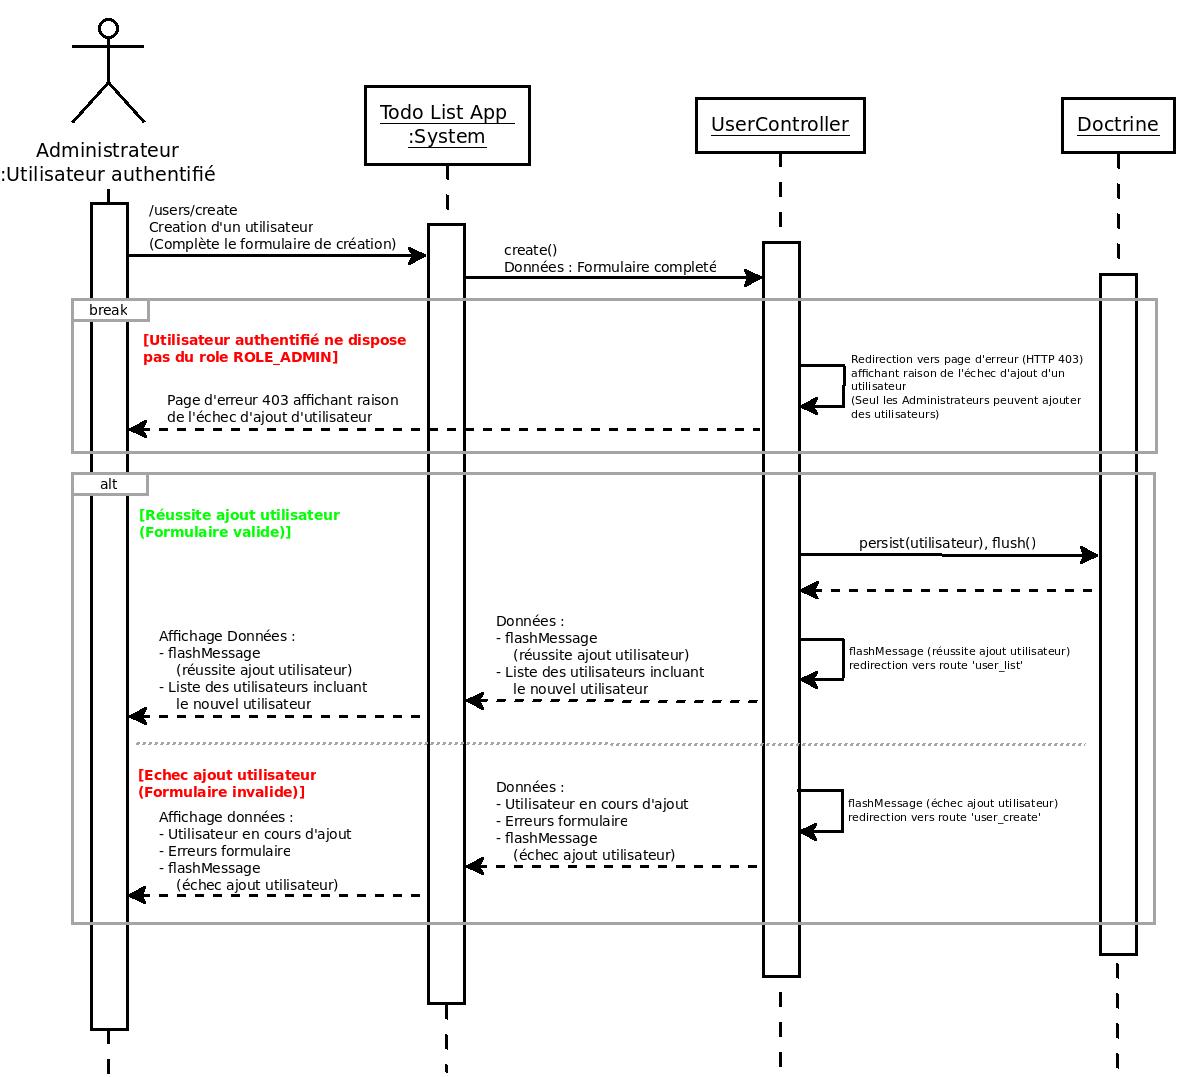 Administrateur
:Utilisateur authentifié
Todo List App
:System
UserController
Doctrine
/users/create
Creation d'un utilisateur
(Complète le formulaire de création)
create()
Données : Formulaire completé
break
[Utilisateur authentifié ne dispose
pas du role ROLE_ADMIN]
Redirection vers page d'erreur (HTTP 403)
affichant raison de l'échec d'ajout d'un
utilisateur
(Seul les Administrateurs peuvent ajouter
des utilisateurs)
Page d'erreur 403 affichant raison
de l'échec d'ajout d'utilisateur
alt
[Réussite ajout utilisateur
(Formulaire valide)]
persist(utilisateur), flush()
flashMessage (réussite ajout utilisateur)
redirection vers route 'user_list'
Données :
- flashMessage
(réussite ajout utilisateur)
- Liste des utilisateurs incluant
le nouvel utilisateur
Affichage Données :
- flashMessage
(réussite ajout utilisateur)
- Liste des utilisateurs incluant
le nouvel utilisateur
[Echec ajout utilisateur
(Formulaire invalide)]
flashMessage (échec ajout utilisateur)
redirection vers route 'user_create'
Données :
- Utilisateur en cours d'ajout
- Erreurs formulaire
- flashMessage
(échec ajout utilisateur)
Affichage données :
- Utilisateur en cours d'ajout
- Erreurs formulaire
- flashMessage
(échec ajout utilisateur)